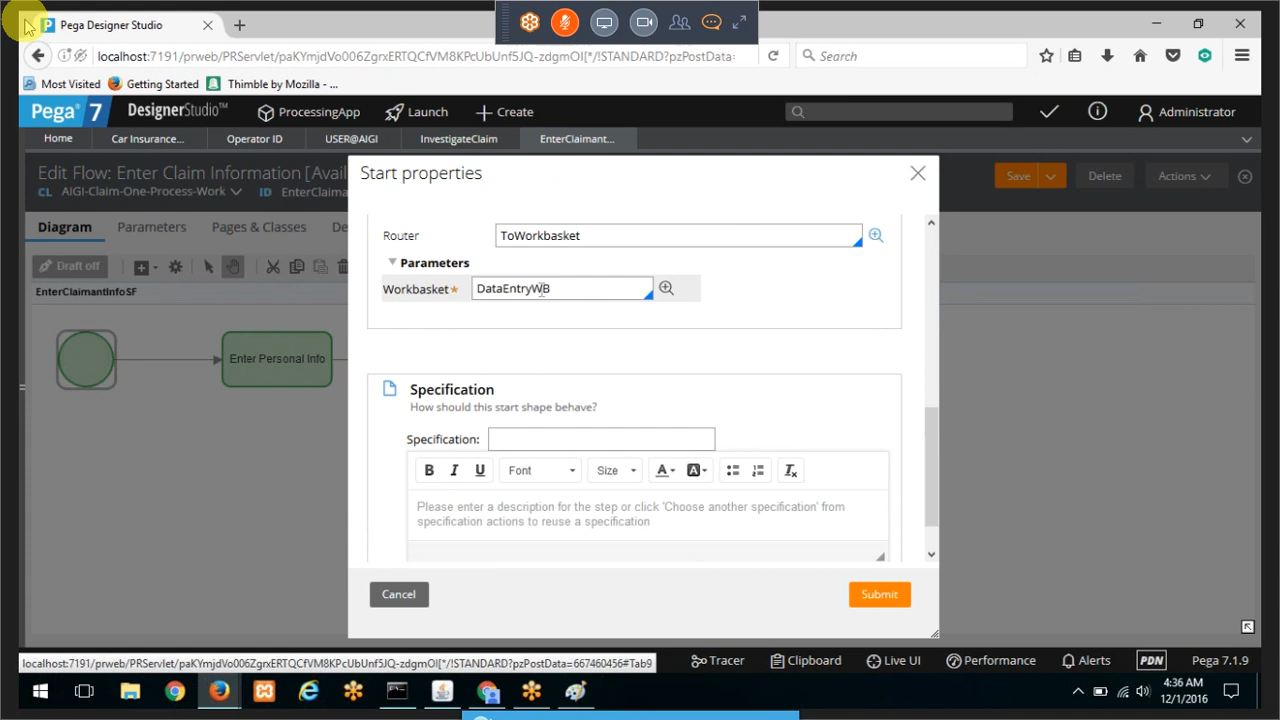 Pega Designer Studio
localhost:7191/prweb/PRServlet/paKYmjdVo006ZgrxERTQCfVM8KPcUbUnf5JQ-zdgmOI[*/!STANDARD?pzPostData=
Search
Most Visited Getting Started Thimble by Mozilla - ...
Pega 7 DesignerStudio™ ProcessingApp Launch Create Administrator
Home Car Insurance... Operator ID USER@AIGI InvestigateClaim EnterClaimant...
Edit Flow: Enter Claim Information [Avai
CL AIGI-Claim-One-Process-Work ID EnterClaima
Save Delete Actions
Diagram Parameters Pages & Classes De
Draft off
EnterClaimantInfoSF
Enter Personal Info
Start properties
Router ToWorkbasket
Parameters
Workbasket★ DataEntryWB
Specification
How should this start shape behave?
Specification:
B I U Font Size A A
Please enter a description for the step or click 'Choose another specification' from
specification actions to reuse a specification
Cancel Submit
localhost:7191/prweb/PRServlet/paKYmjdVo006ZgrxERTQCfVM8KPcUbUnf5JQ-zdgmOI[*/!STANDARD?pzPostData=667460456#Tab9
Tracer Clipboard Live UI Performance Alerts PDN Pega 7.1.9
4:36 AM
12/1/2016